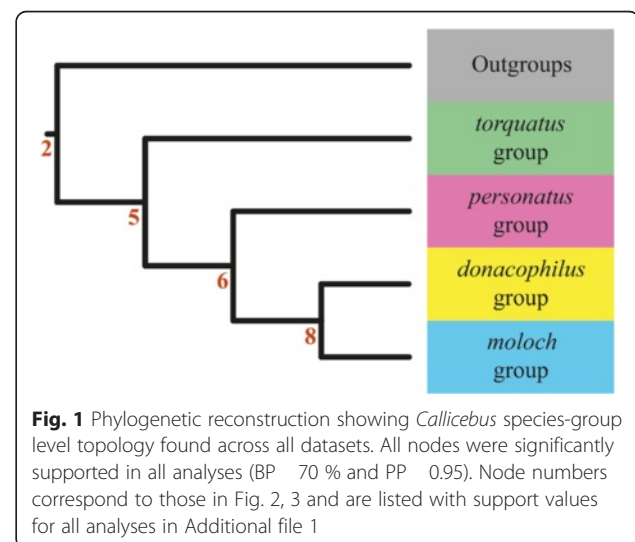 Outgroups
torquatus
group
2
5
personatus
group
6
donacophilus
group
8
moloch
group
Fig. 1 Phylogenetic reconstruction showing Callicebus species-group
level topology found across all datasets. All nodes were significantly
supported in all analyses (BP 70 % and PP 0.95). Node numbers
correspond to those in Fig. 2, 3 and are listed with support values
for all analyses in Additional file 1